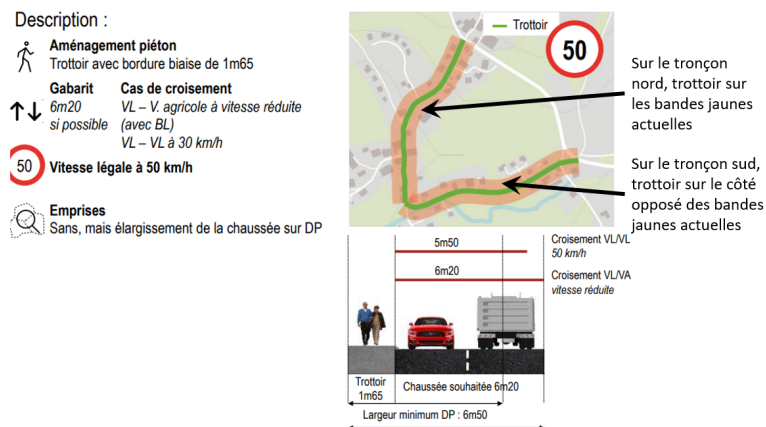 Description :
Aménagement piéton
Trottoir avec bordure biaise de 1m65
Gabarit
6m20
si possible
Cas de croisement
VL – V. agricole à vitesse réduite
(avec BL)
VL – VL à 30 km/h
50
Vitesse légale à 50 km/h
Emprises
Sans, mais élargissement de la chaussée sur DP
Trottoir
50
Sur le tronçon
nord, trottoir sur
les bandes jaunes
actuelles
Sur le tronçon sud,
trottoir sur le côté
opposé des bandes
jaunes actuelles
5m50
Croisement VL/VL
50 km/h
6m20
Croisement VL/VA
vitesse réduite
Trottoir
1m65
Chaussée souhaitée 6m20
Largeur minimum DP : 6m50